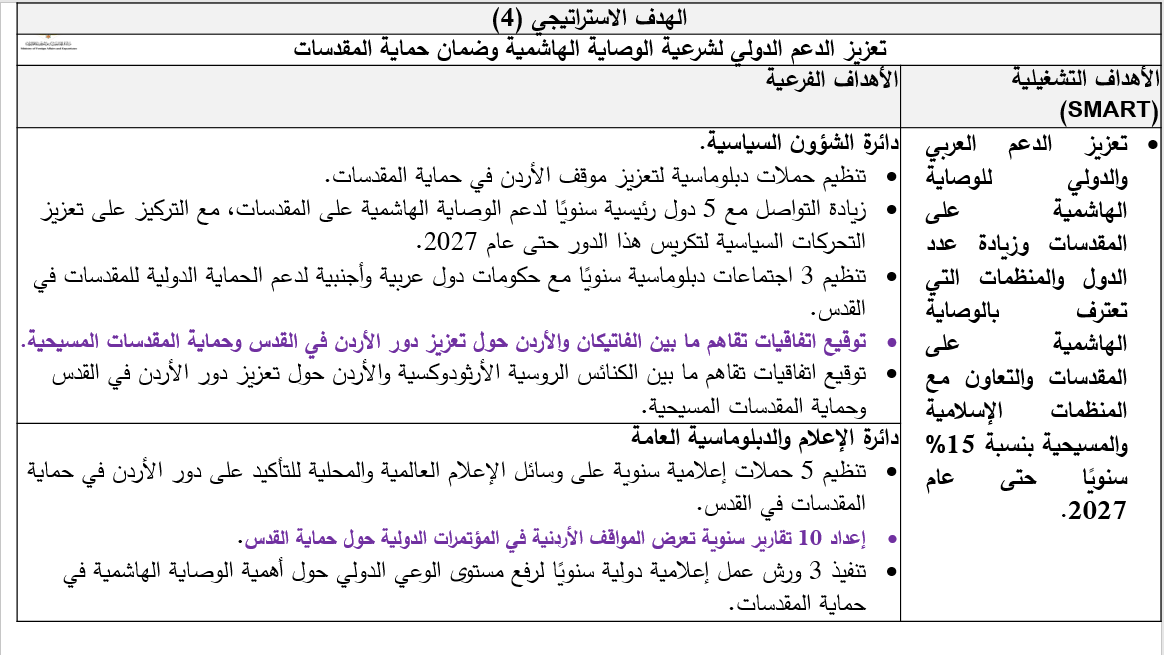 الهدف الاستراتيجي (4)
تعزيز الدعم الدولي لشرعية الوصاية الهاشمية وضمان حماية المقدسات
الأهداف التشغيلية
(SMART)
الأهداف الفرعية
• تعزيز الدعم العربي
والدولي للوصاية
الهاشمية على
المقدسات وزيادة عدد
الدول والمنظمات التي
تعترف بالوصاية
الهاشمية على
المقدسات والتعاون مع
المنظمات الإسلامية
والمسيحية بنسبة 15%
سنويًا حتى عام
2027.
دائرة الشؤون السياسية.
• تنظيم حملات دبلوماسية لتعزيز موقف الأردن في حماية المقدسات.
• زيادة التواصل مع 5 دول رئيسية سنويًا لدعم الوصاية الهاشمية على المقدسات، مع التركيز على تعزيز
التحركات السياسية لتكريس هذا الدور حتى عام 2027.
• تنظيم 3 اجتماعات دبلوماسية سنويًا مع حكومات دول عربية وأجنبية لدعم الحماية الدولية للمقدسات في
القدس.
• توقيع اتفاقيات تفاهم ما بين الفاتيكان والأردن حول تعزيز دور الأردن في القدس وحماية المقدسات المسيحية.
• توقيع اتفاقيات تفاهم ما بين الكنائس الروسية الأرثودوكسية والأردن حول تعزيز دور الأردن في القدس
وحماية المقدسات المسيحية.
دائرة الإعلام والدبلوماسية العامة
• تنظيم 5 حملات إعلامية سنوية على وسائل الإعلام العالمية والمحلية للتأكيد على دور الأردن في حماية
المقدسات في القدس.
• إعداد 10 تقارير سنوية تعرض المواقف الأردنية في المؤتمرات الدولية حول حماية القدس.
• تنفيذ 3 ورش عمل إعلامية دولية سنويًا لرفع مستوى الوعي الدولي حول أهمية الوصاية الهاشمية في
حماية المقدسات.